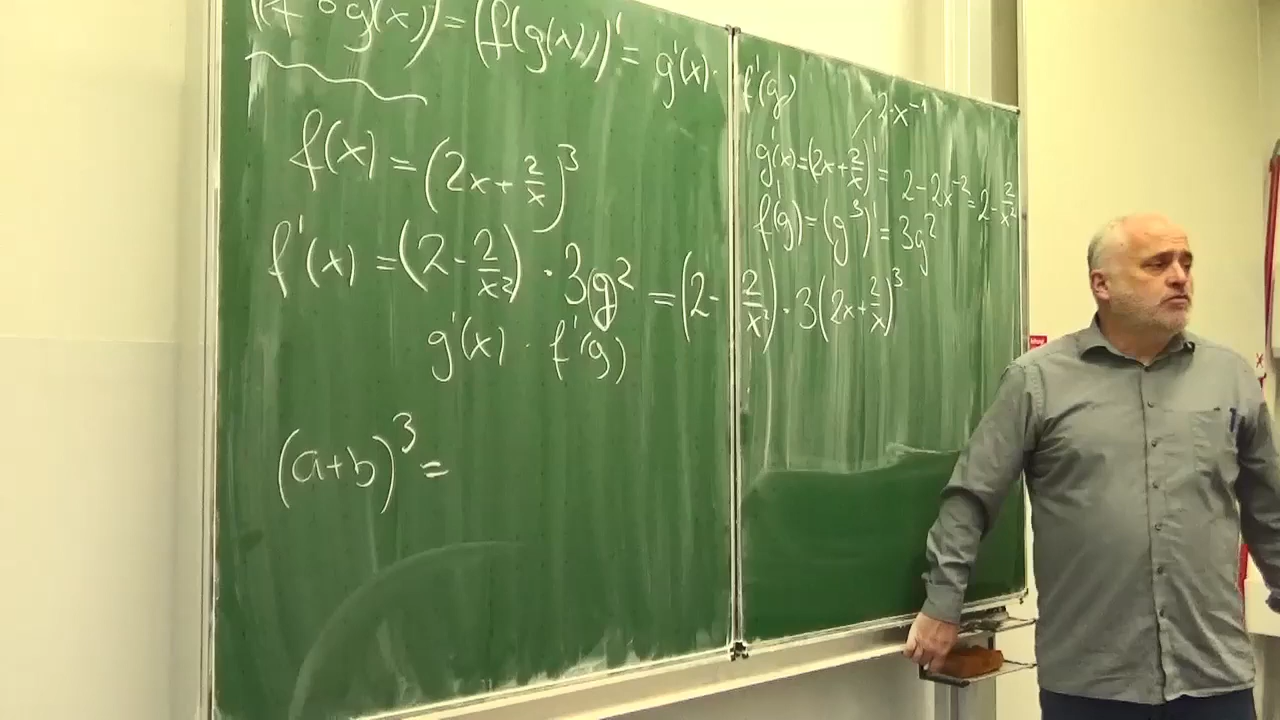 (f ∘ g(x))' = (f(g(x)))' = g'(x) · f'(g)
f(x) = (2x + 2/x)³
2·x⁻¹
g'(x) = (2x + 2/x)' = 2 - 2x⁻² = 2 - 2/x²
f'(g) = (g³)' = 3g²
f'(x) = (2 - 2/x²) · 3g² = (2 - 2/x²) · 3(2x + 2/x)³
g'(x) · f'(g)
(a+b)³ =